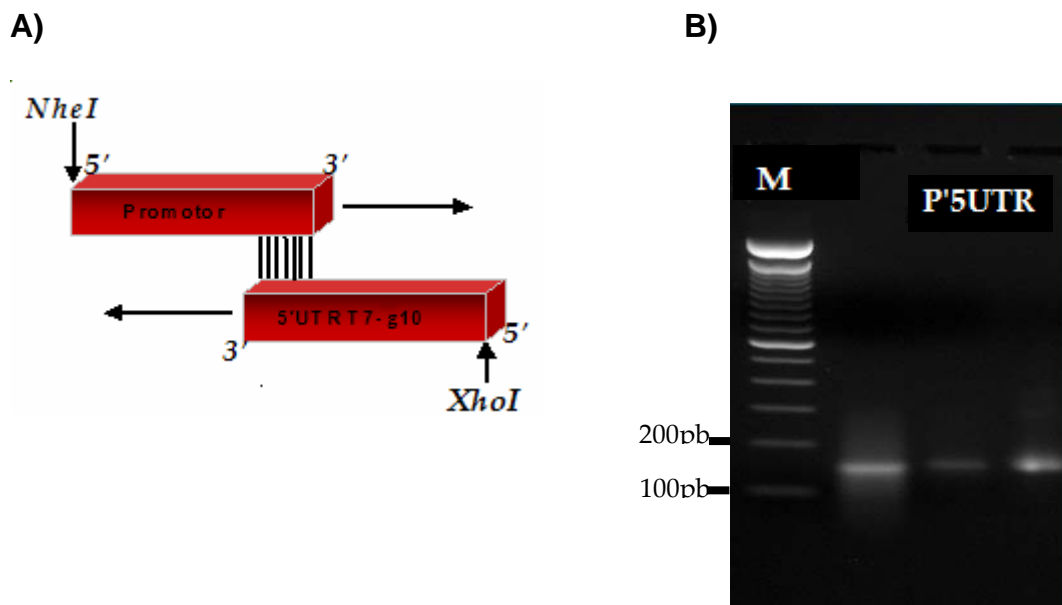 A)
B)
NheI
5'
3'
Promotor
5'UTR T7-g10
3'
5'
XhoI
M
P'5UTR
200pb
100pb